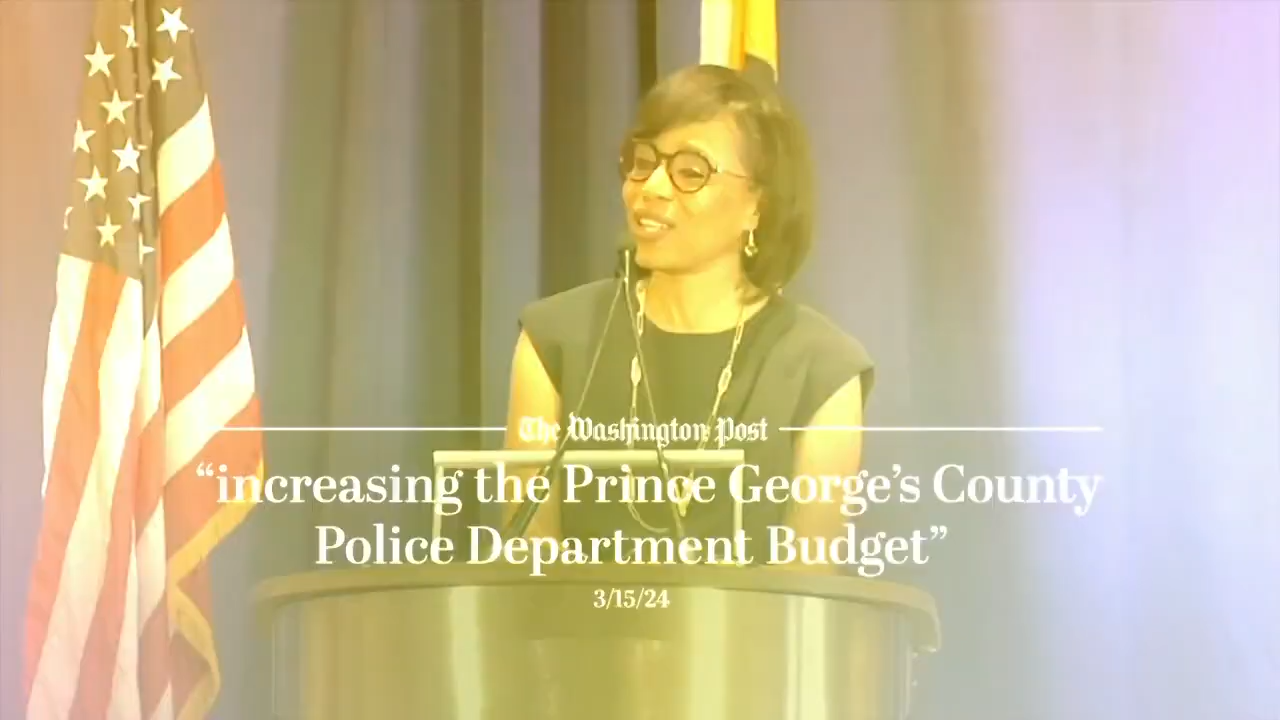 The Washington Post
“increasing the Prince George’s County
Police Department Budget”
3/15/24